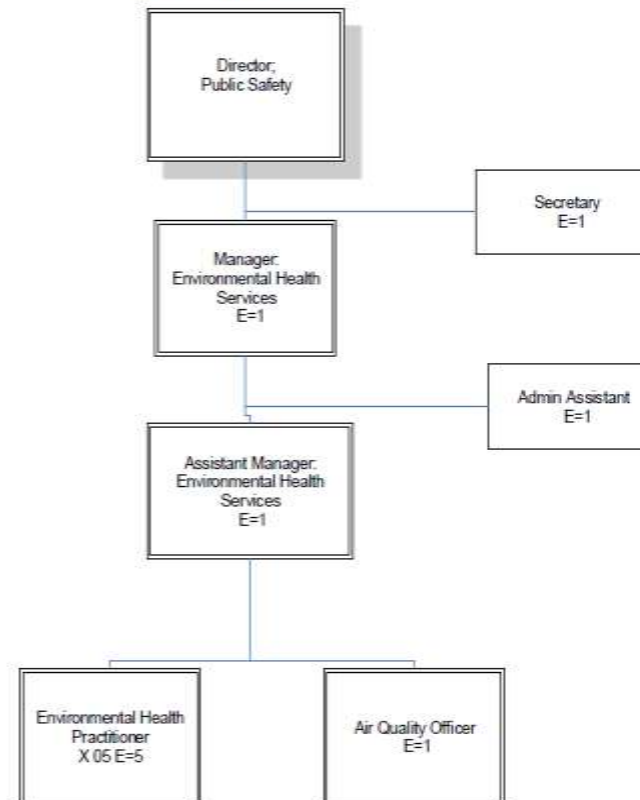 Director;
Public Safety
Secretary
E=1
Manager:
Environmental Health
Services
E=1
Admin Assistant
E=1
Assistant Manager:
Environmental Health
Services
E=1
Environmental Health
Practitioner
X 05 E=5
Air Quality Officer
E=1